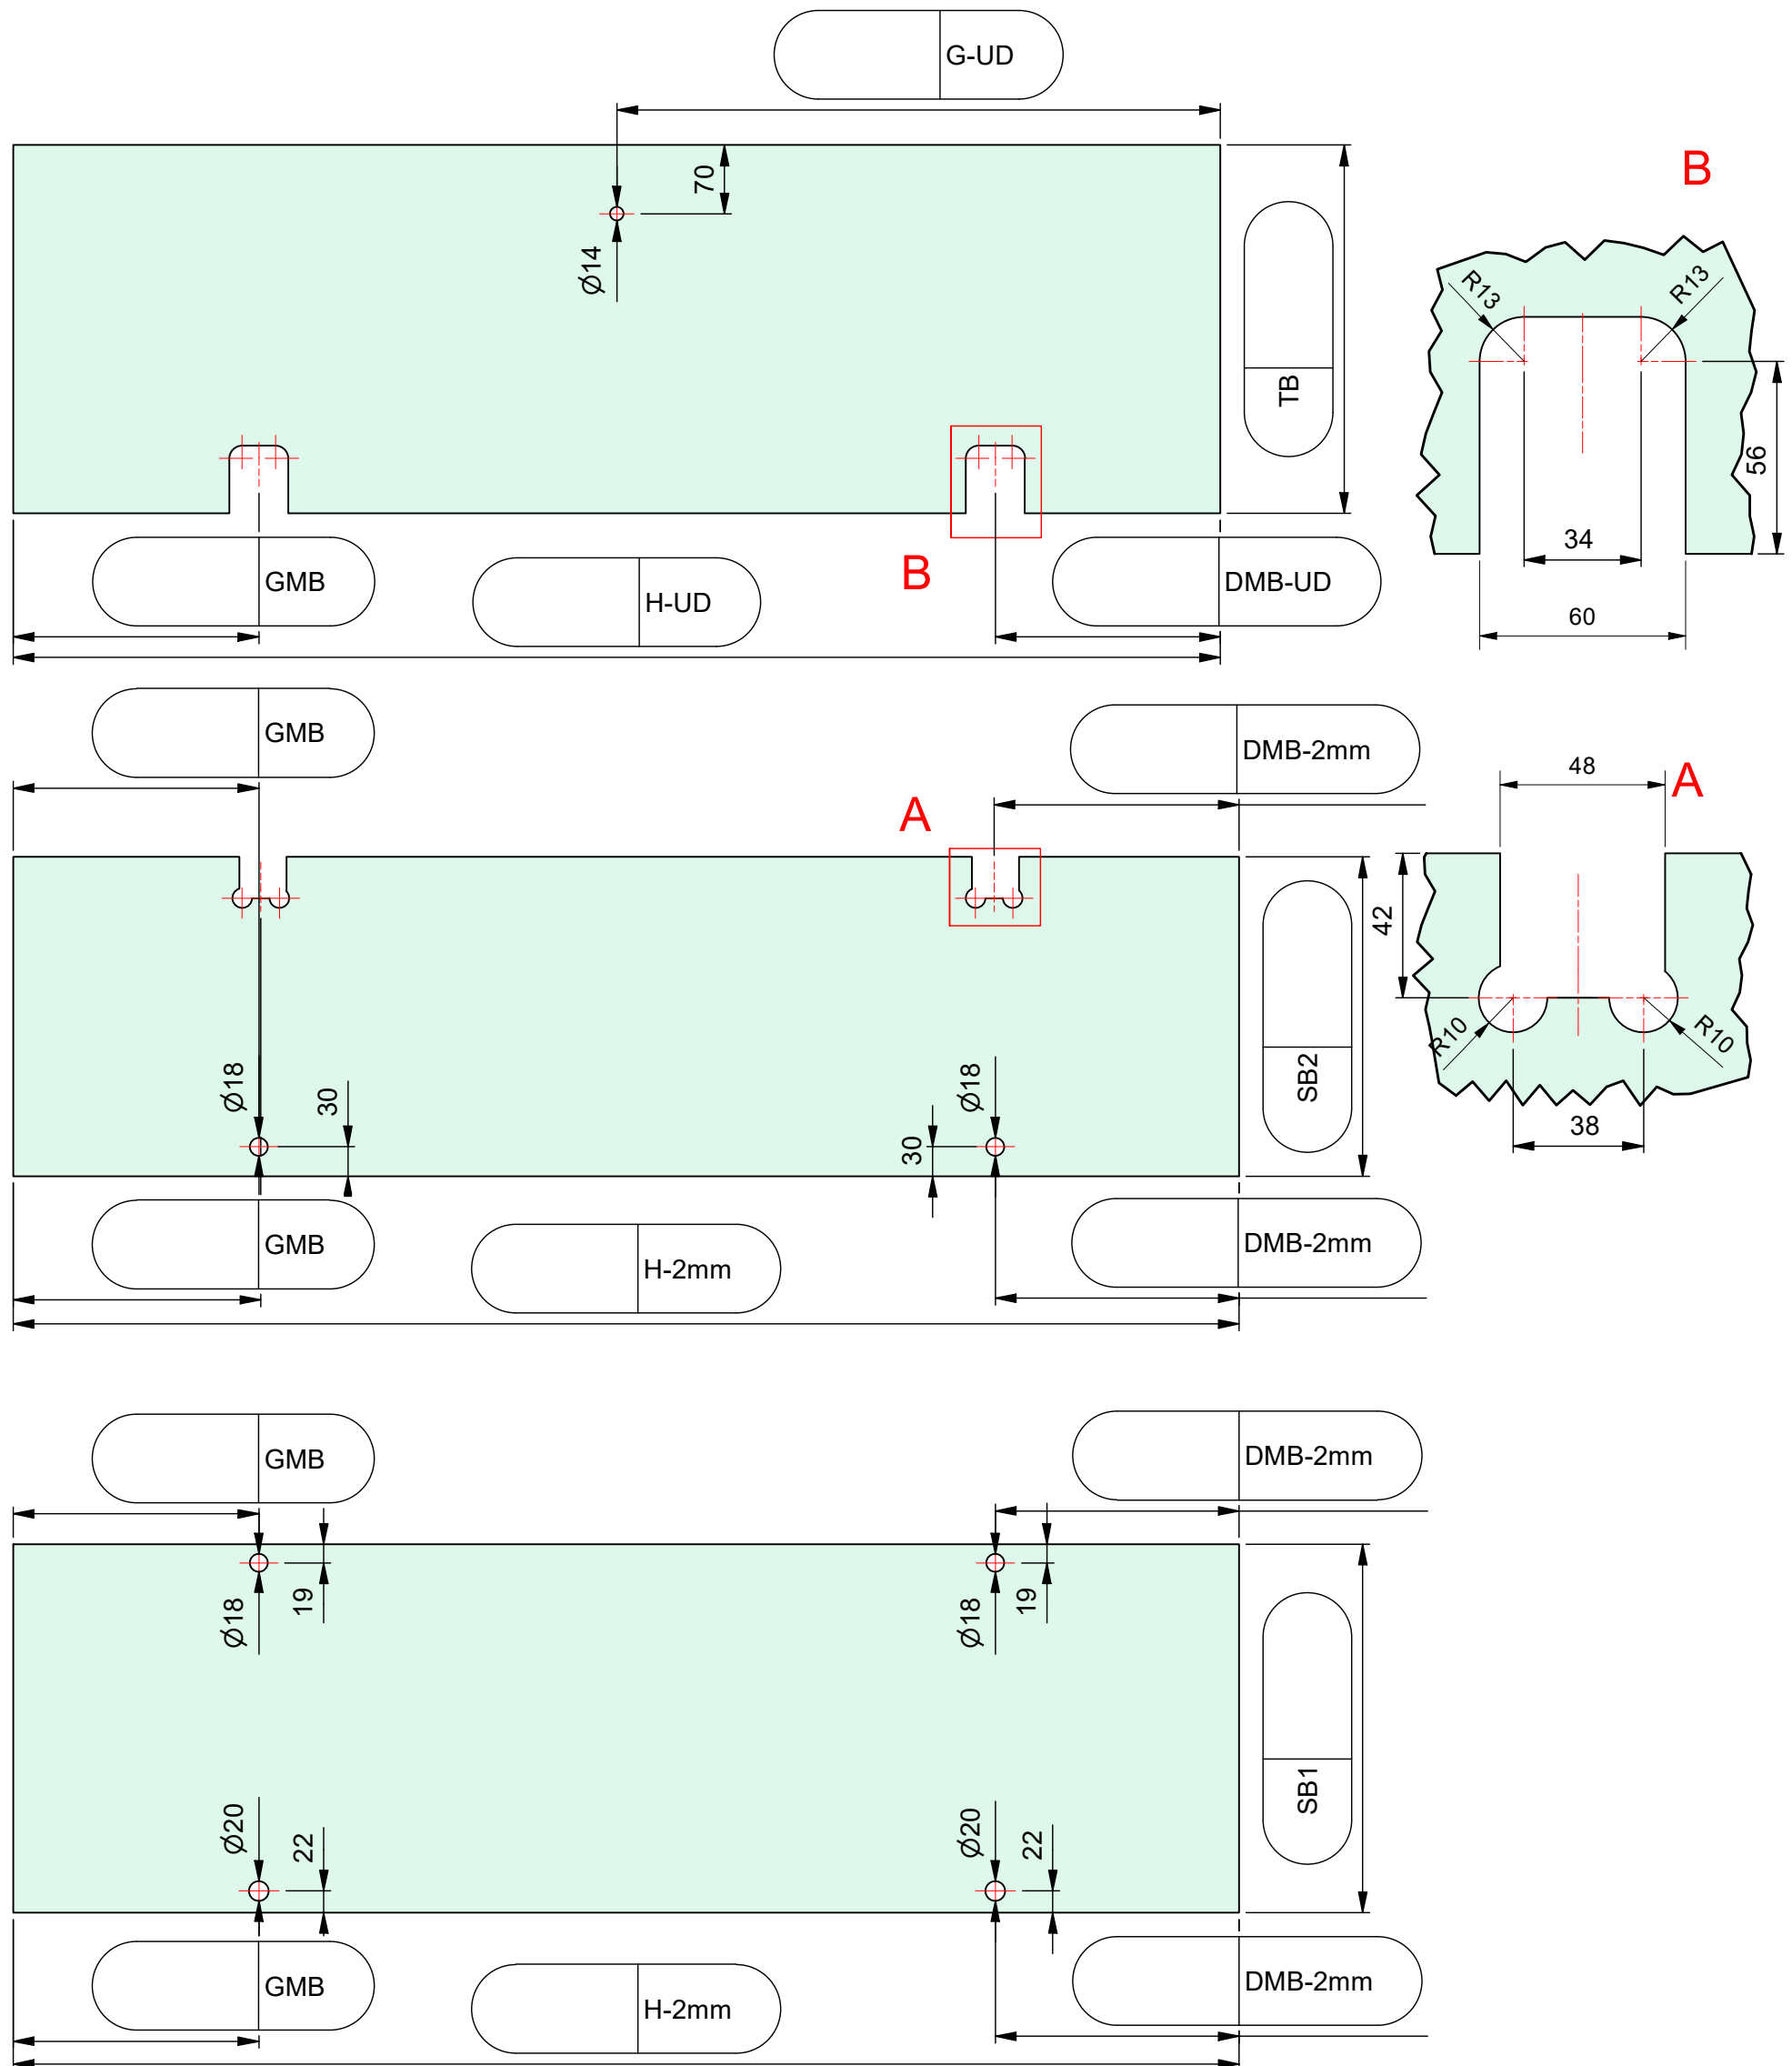 G-UD
70
Ø14
TB
B
R13
R13
56
34
60
GMB
H-UD
B
DMB-UD
GMB
DMB-2mm
A
48
A
42
R10
R10
38
Ø18
30
Ø18
30
SB2
GMB
H-2mm
DMB-2mm
GMB
DMB-2mm
19
Ø18
19
Ø18
SB1
Ø20
22
Ø20
22
GMB
H-2mm
DMB-2mm